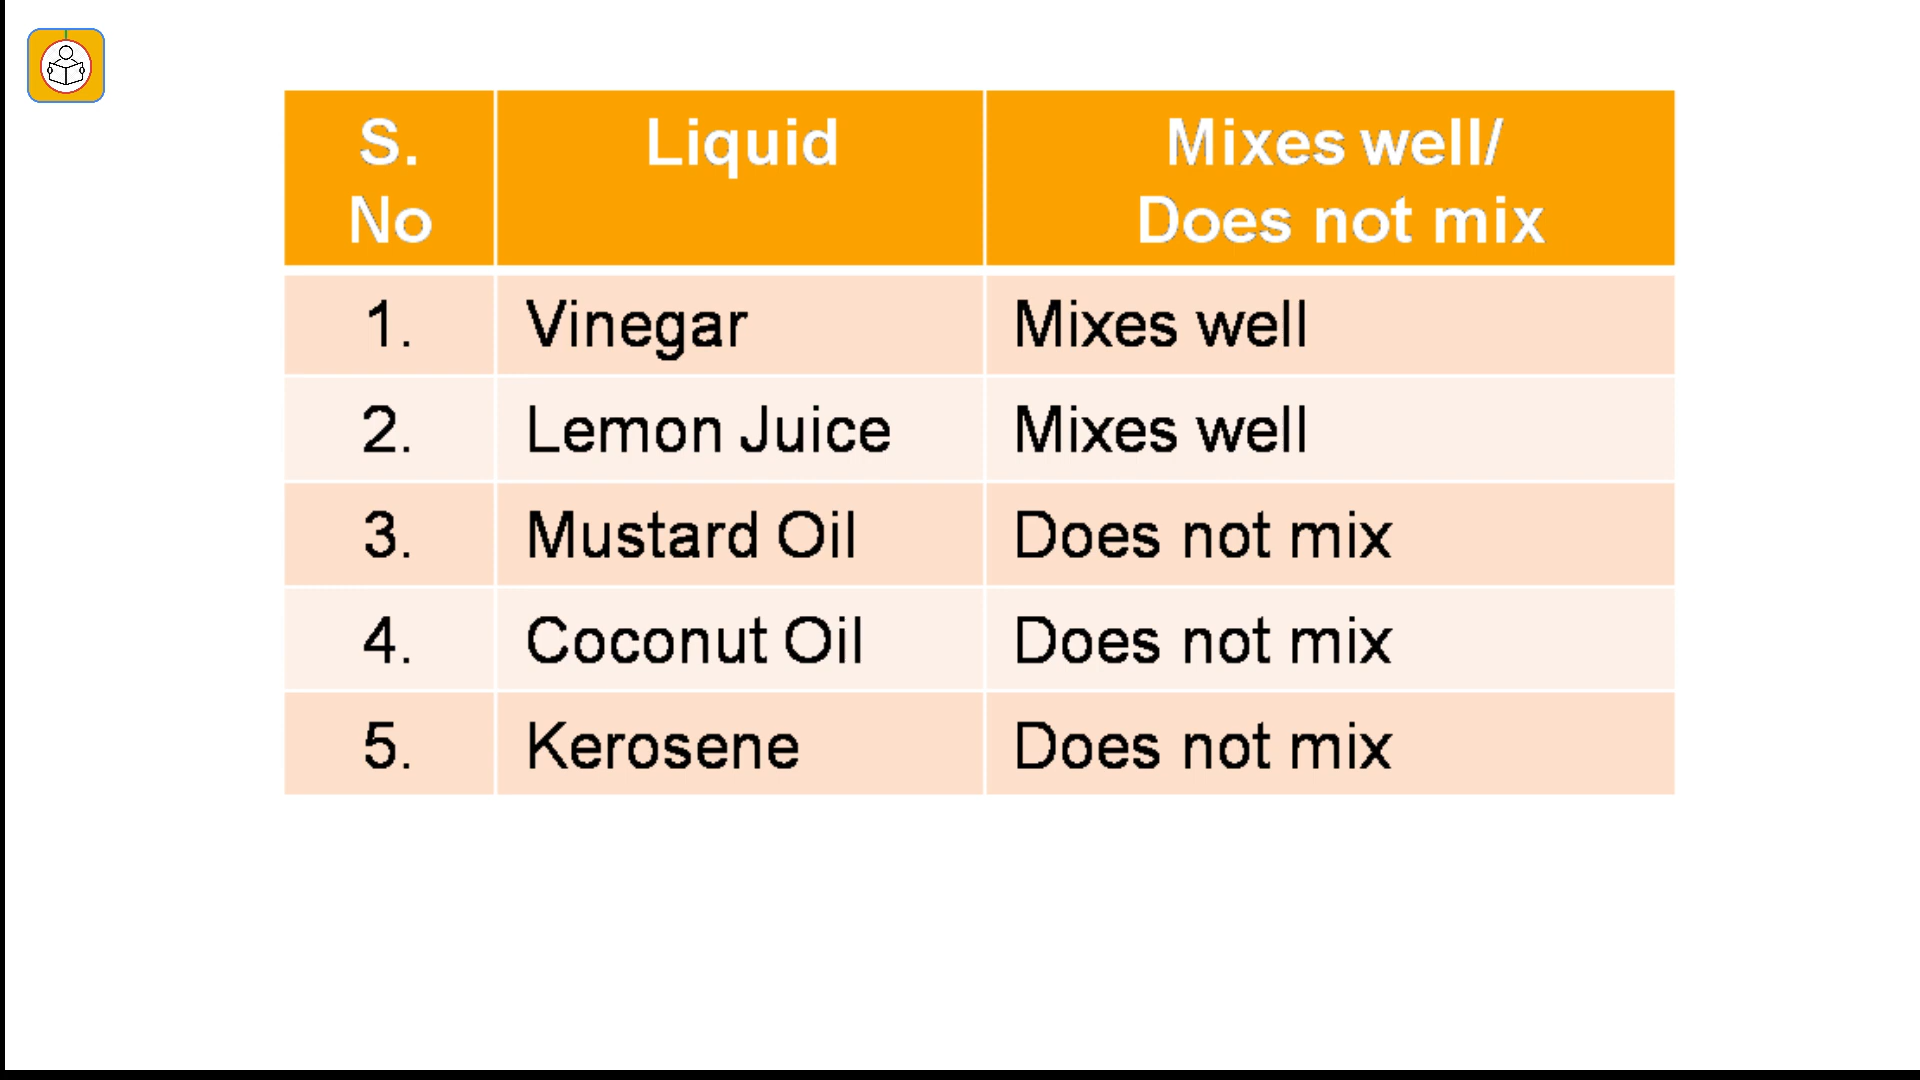 S. No Liquid Mixes well/ Does not mix
1. Vinegar Mixes well
2. Lemon Juice Mixes well
3. Mustard Oil Does not mix
4. Coconut Oil Does not mix
5. Kerosene Does not mix